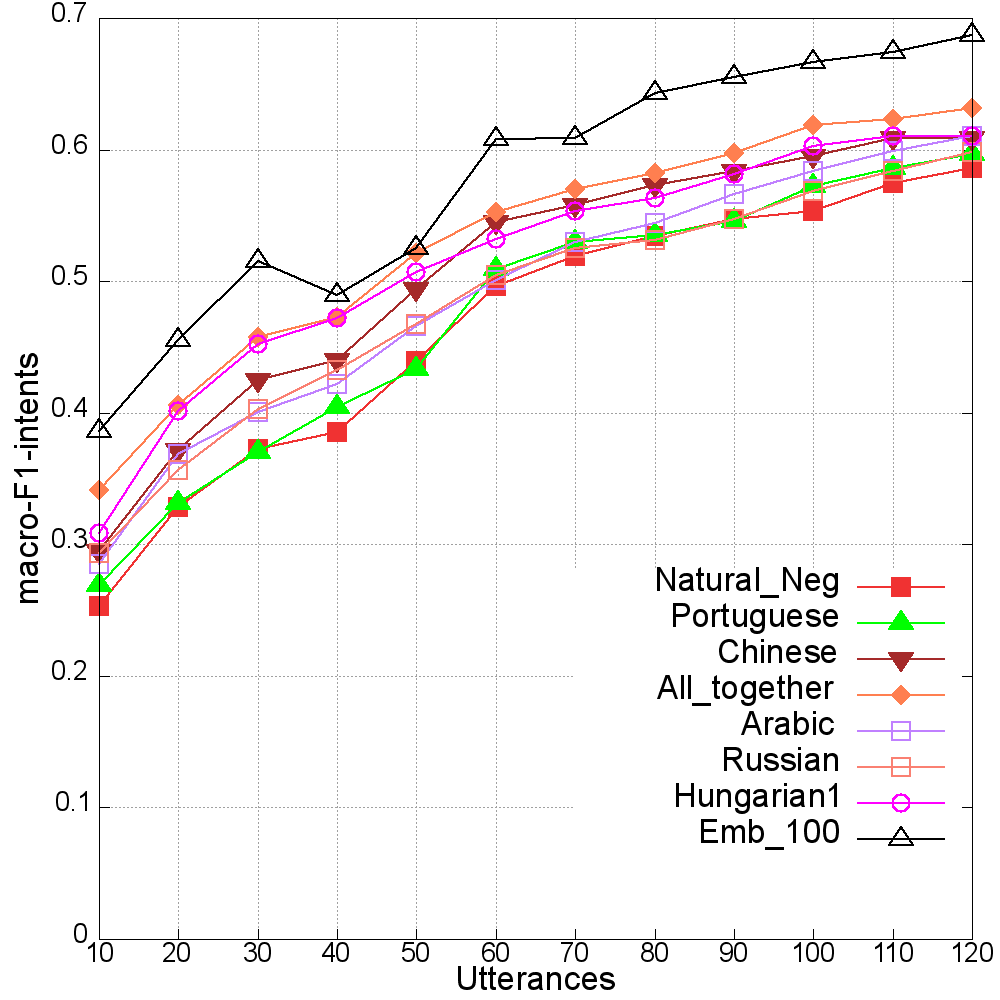 0.7
0.6
0.5
0.4
0.3
0.2
0.1
0
macro-F1-intents
Natural_Neg
Portuguese
Chinese
All_together
Arabic
Russian
Hungarian1
Emb_100
10 20 30 40 50 60 70 80 90 100 110 120
Utterances